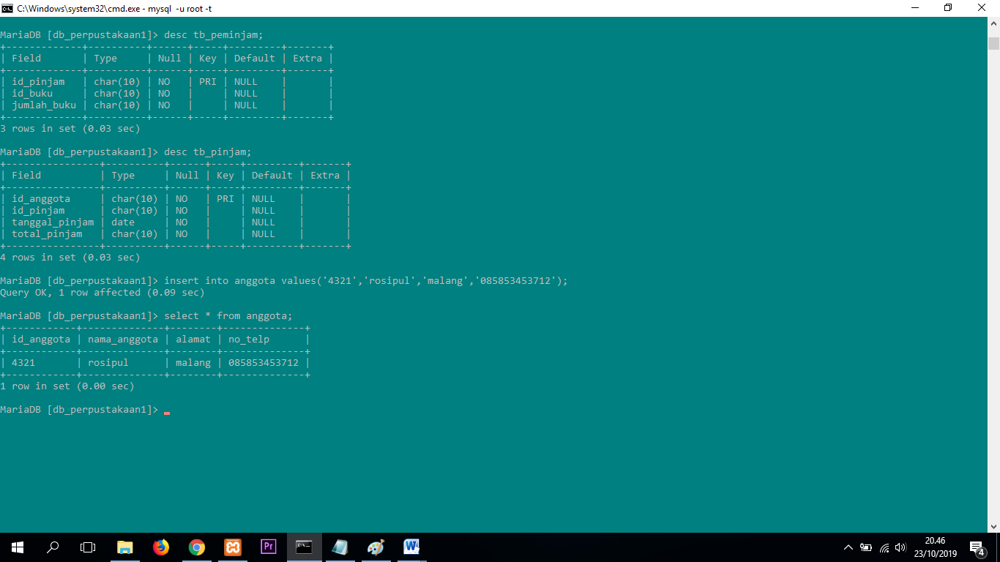 C:\Windows\system32\cmd.exe - mysql  -u root -t
MariaDB [db_perpustakaan1]> desc tb_peminjam;
+-------------+----------+------+-----+---------+-------+
| Field       | Type     | Null | Key | Default | Extra |
+-------------+----------+------+-----+---------+-------+
| id_pinjam   | char(10) | NO   | PRI | NULL    |       |
| id_buku     | char(10) | NO   |     | NULL    |       |
| jumlah_buku | char(10) | NO   |     | NULL    |       |
+-------------+----------+------+-----+---------+-------+
3 rows in set (0.03 sec)
MariaDB [db_perpustakaan1]> desc tb_pinjam;
+----------------+----------+------+-----+---------+-------+
| Field          | Type     | Null | Key | Default | Extra |
+----------------+----------+------+-----+---------+-------+
| id_anggota     | char(10) | NO   | PRI | NULL    |       |
| id_pinjam      | char(10) | NO   |     | NULL    |       |
| tanggal_pinjam | date     | NO   |     | NULL    |       |
| total_pinjam   | char(10) | NO   |     | NULL    |       |
+----------------+----------+------+-----+---------+-------+
4 rows in set (0.03 sec)
MariaDB [db_perpustakaan1]> insert into anggota values('4321','rosipul','malang','085853453712');
Query OK, 1 row affected (0.09 sec)
MariaDB [db_perpustakaan1]> select * from anggota;
+------------+--------------+--------+--------------+
| id_anggota | nama_anggota | alamat | no_telp      |
+------------+--------------+--------+--------------+
| 4321       | rosipul      | malang | 085853453712 |
+------------+--------------+--------+--------------+
1 row in set (0.00 sec)
MariaDB [db_perpustakaan1]>
Pr
C:\
W
20.46
23/10/2019
4